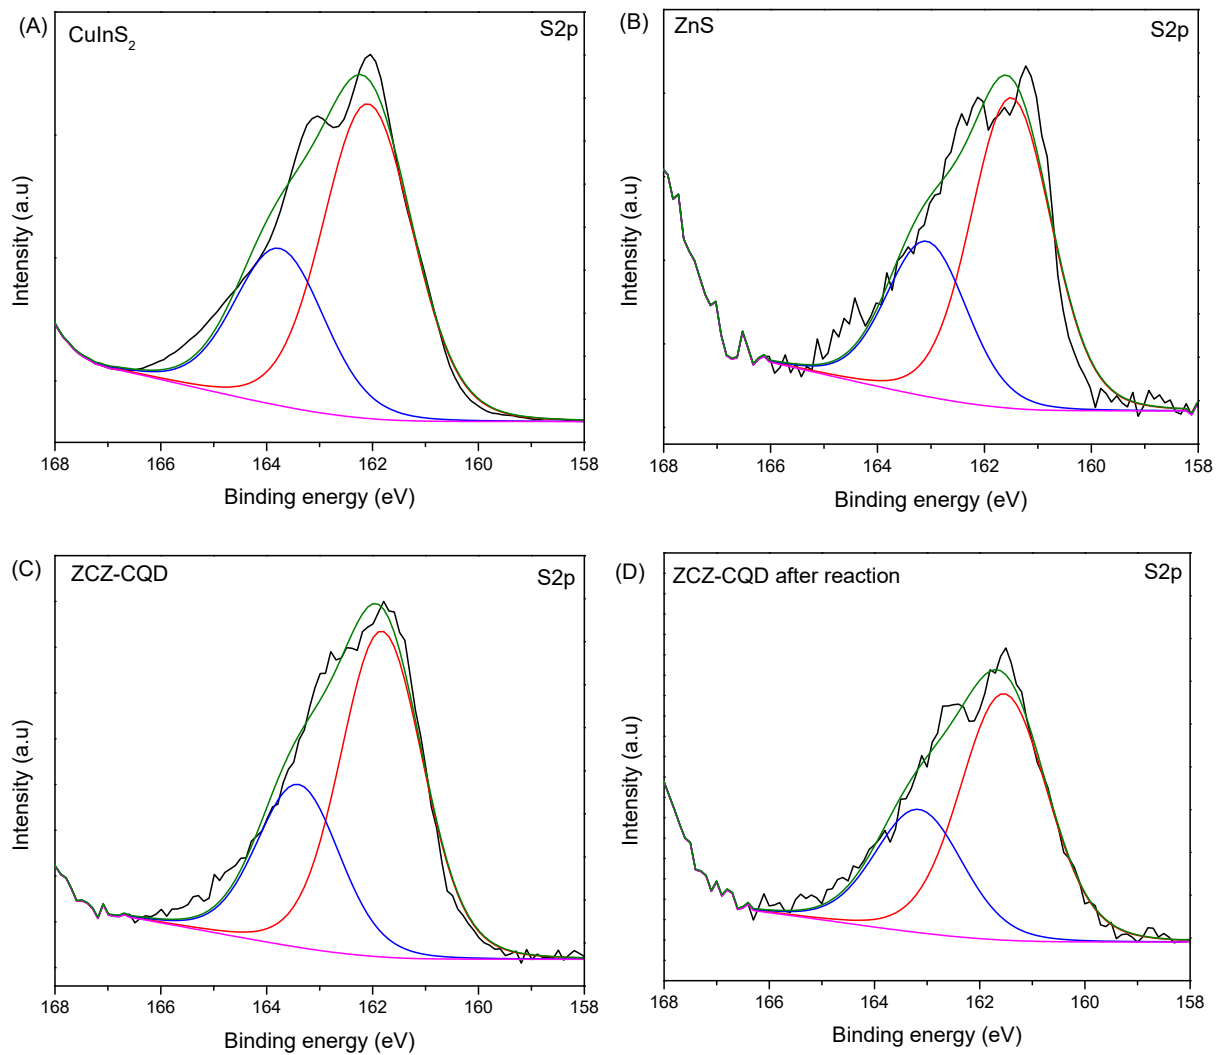 (A)
CuInS₂
S2p
Intensity (a.u)
168
166
164
162
160
158
Binding energy (eV)
(B)
ZnS
S2p
Intensity (a.u)
168
166
164
162
160
158
Binding energy (eV)
(C)
ZCZ-CQD
S2p
Intensity (a.u)
168
166
164
162
160
158
Binding energy (eV)
(D)
ZCZ-CQD after reaction
S2p
Intensity (a.u)
168
166
164
162
160
158
Binding energy (eV)